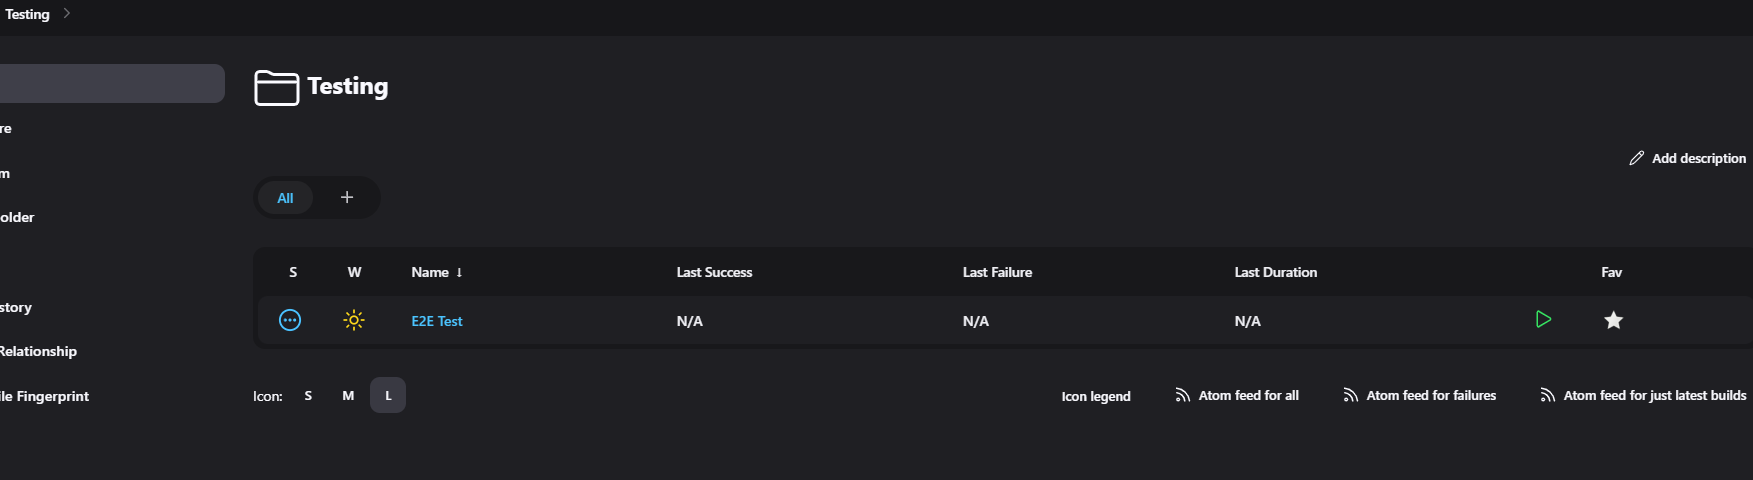 Testing
Testing
re
m
older
story
Relationship
ile Fingerprint
Add description
All +
S W Name ↓ Last Success Last Failure Last Duration Fav
E2E Test N/A N/A N/A
Icon: S M L Icon legend Atom feed for all Atom feed for failures Atom feed for just latest builds